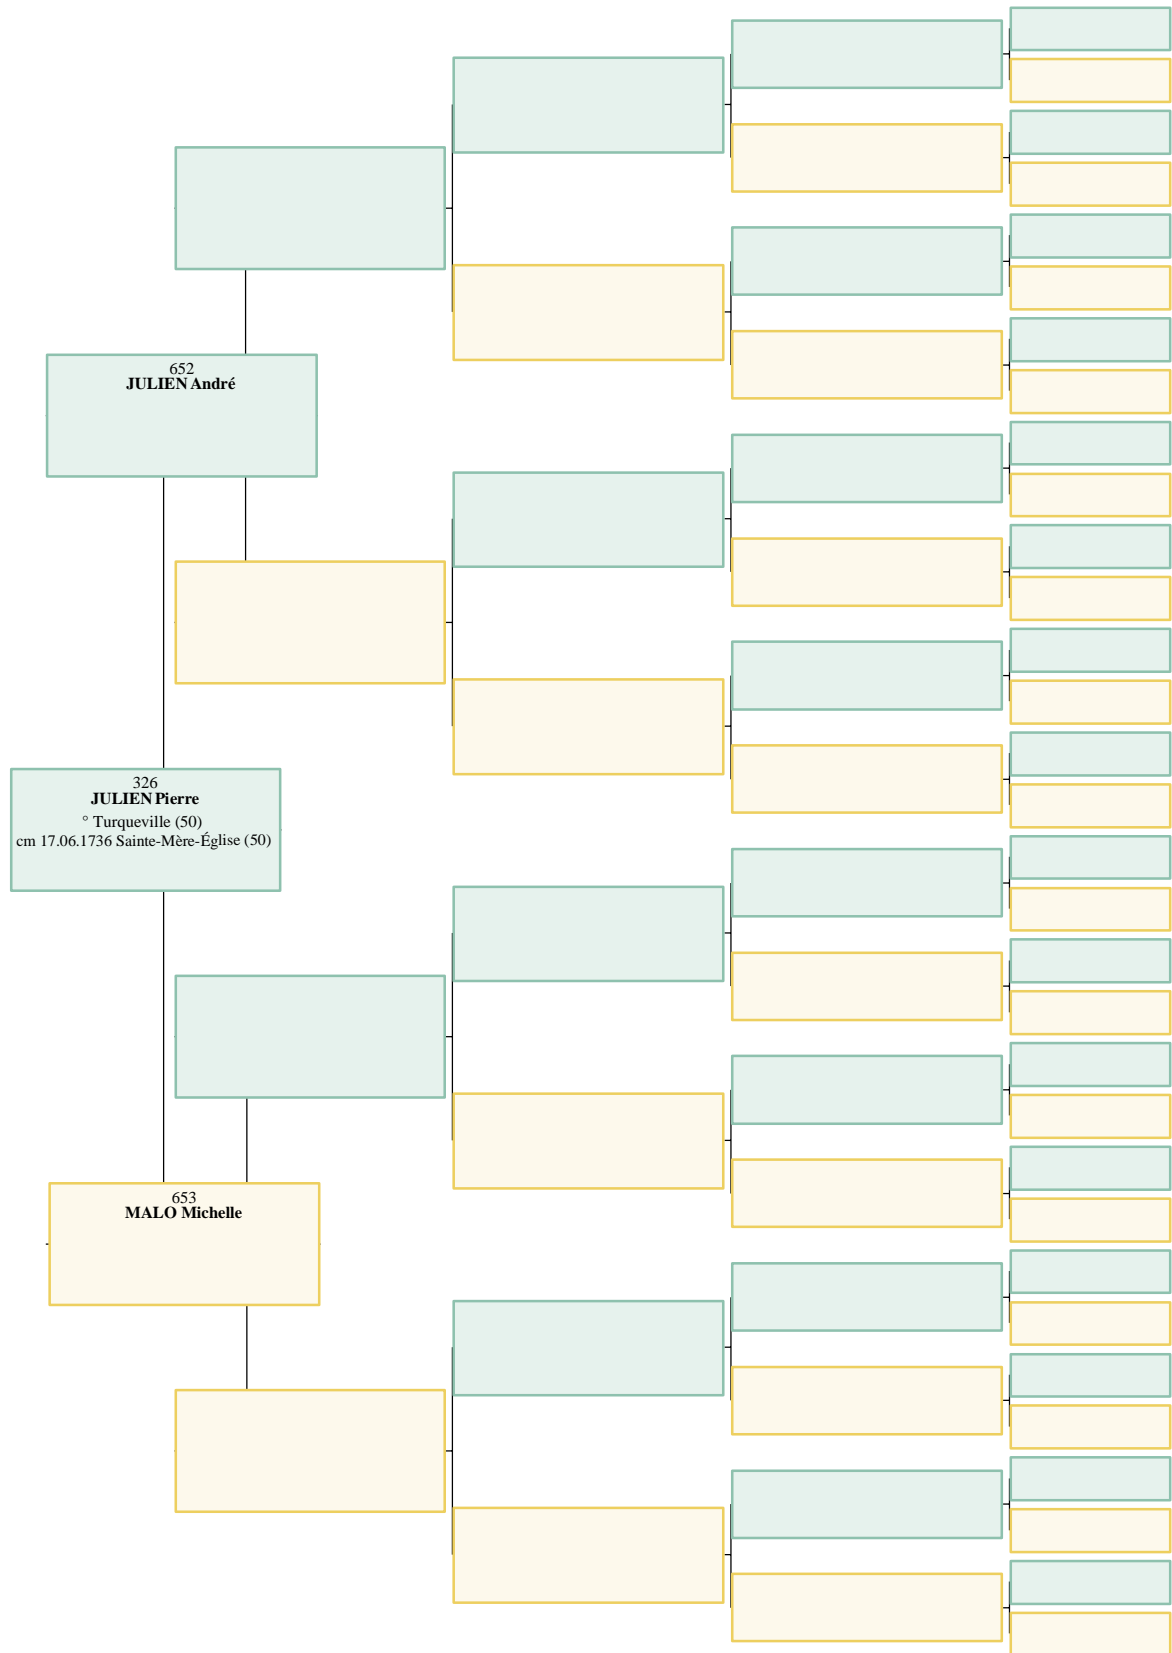 652
JULIEN André
326
JULIEN Pierre
° Turqueville (50)
cm 17.06.1736 Sainte-Mère-Église (50)
653
MALO Michelle